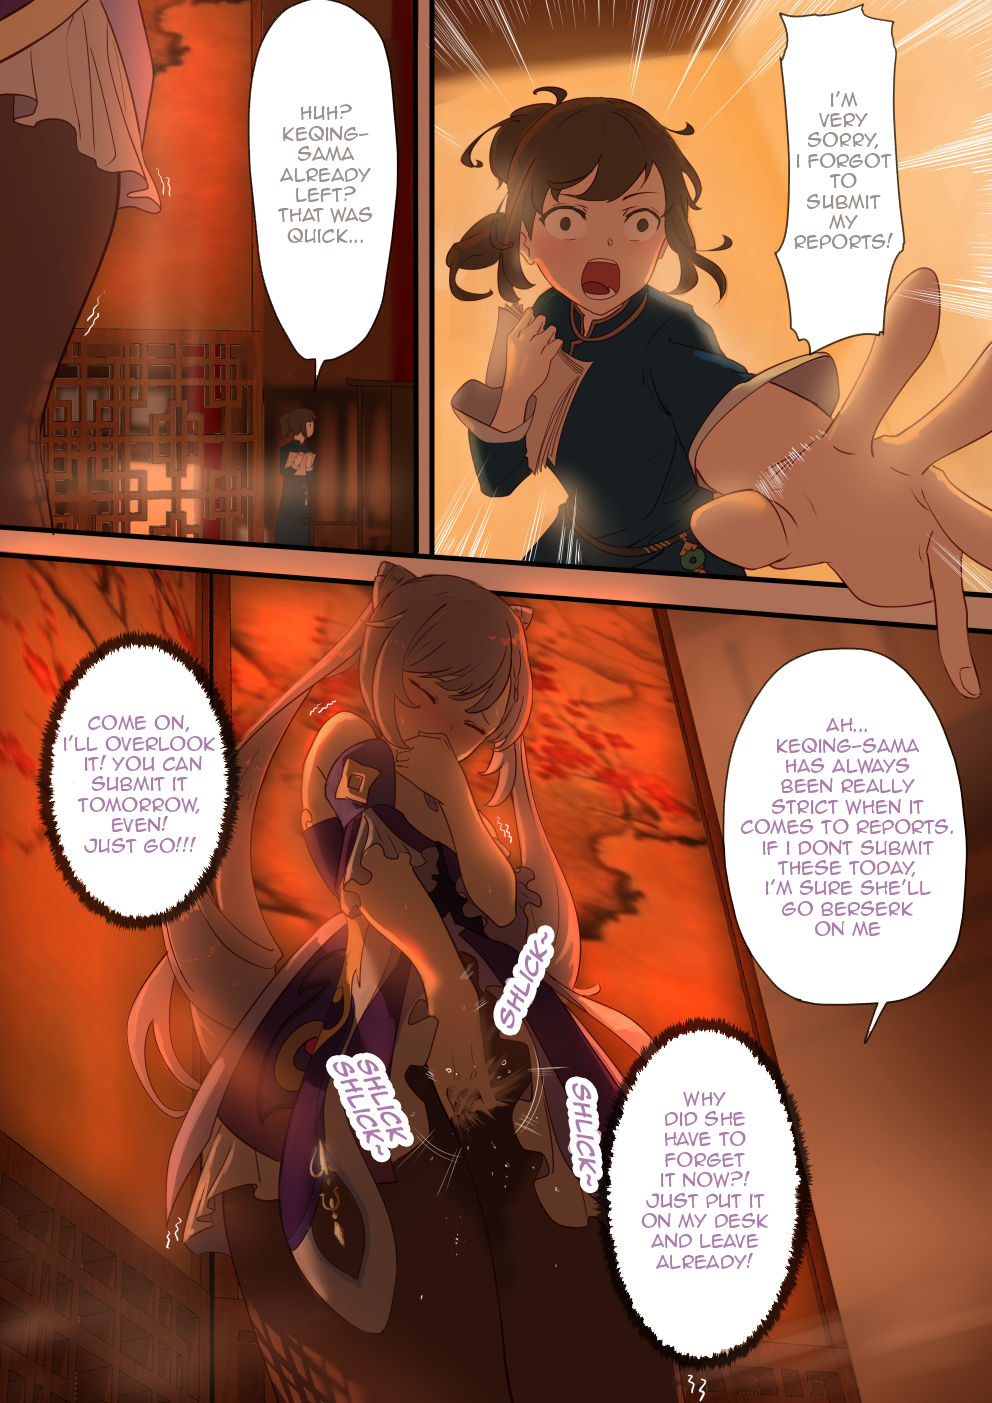 I'M
VERY
SORRY,
I FORGOT
TO
SUBMIT
MY
REPORTS!
HUH?
KEQING-
SAMA
ALREADY
LEFT?
THAT WAS
QUICK...
AH...
KEQING-SAMA
HAS ALWAYS
BEEN REALLY
STRICT WHEN IT
COMES TO REPORTS.
IF I DONT SUBMIT
THESE TODAY,
I'M SURE SHE'LL
GO BERSERK
ON ME
COME ON,
I'LL OVERLOOK
IT! YOU CAN
SUBMIT IT
TOMORROW,
EVEN!
JUST GO!!!
SHLICK~
SHLICK
SHLICK~
SHLICK~
WHY
DID SHE
HAVE TO
FORGET
IT NOW?!
JUST PUT IT
ON MY DESK
AND LEAVE
ALREADY!